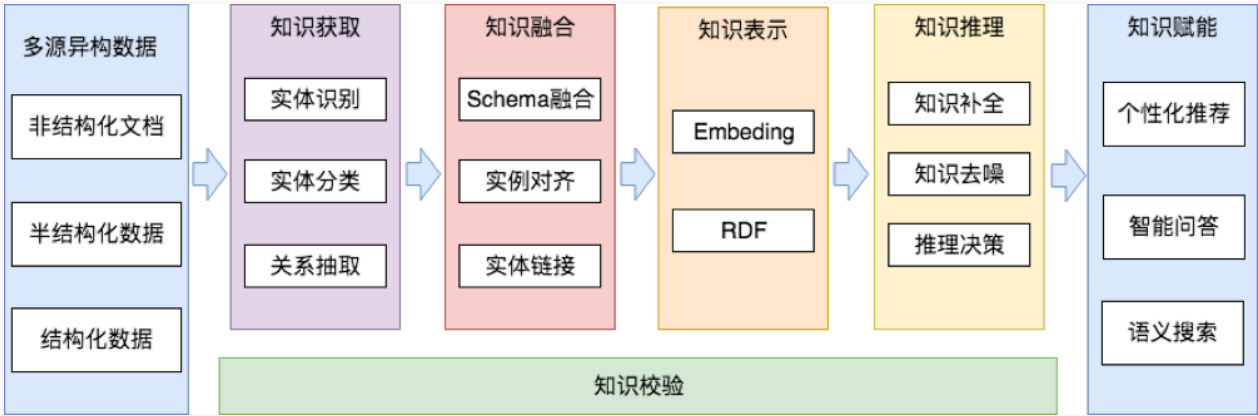 多源异构数据
非结构化文档
半结构化数据
结构化数据
知识获取
实体识别
实体分类
关系抽取
知识融合
Schema融合
实例对齐
实体链接
知识表示
Embeding
RDF
知识推理
知识补全
知识去噪
推理决策
知识赋能
个性化推荐
智能问答
语义搜索
知识校验